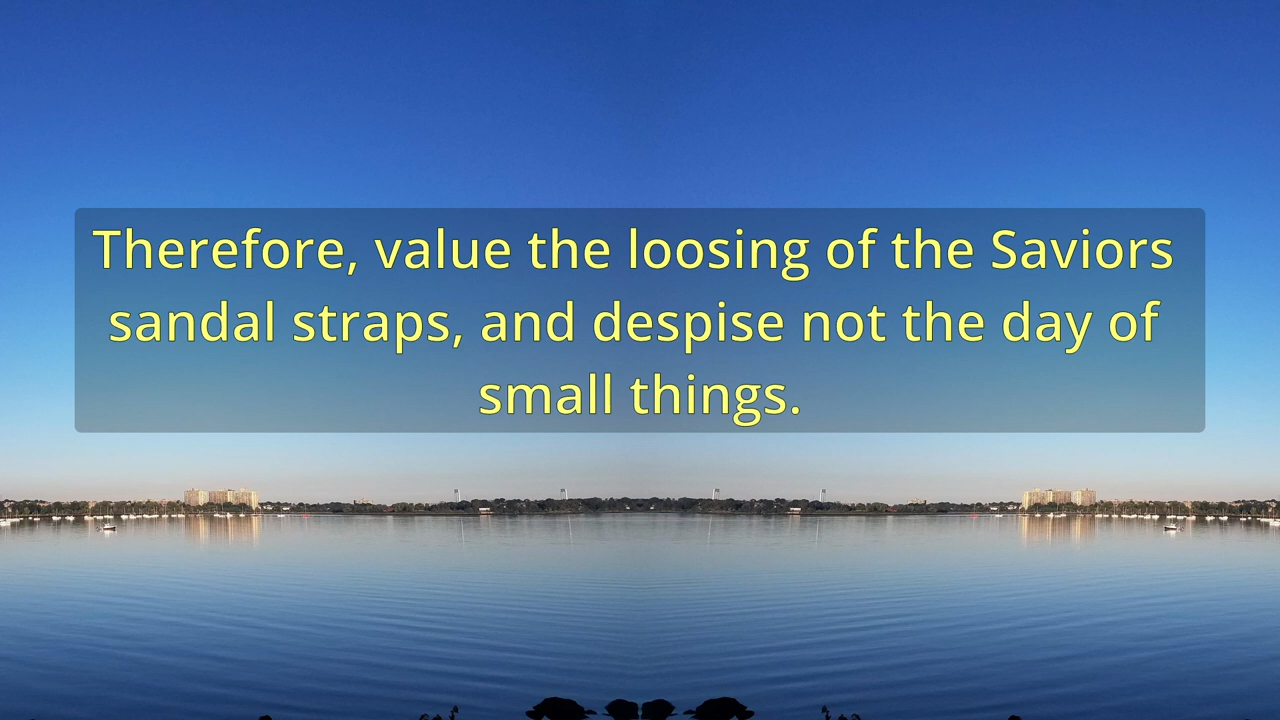 Therefore, value the loosing of the Saviors
sandal straps, and despise not the day of
small things.